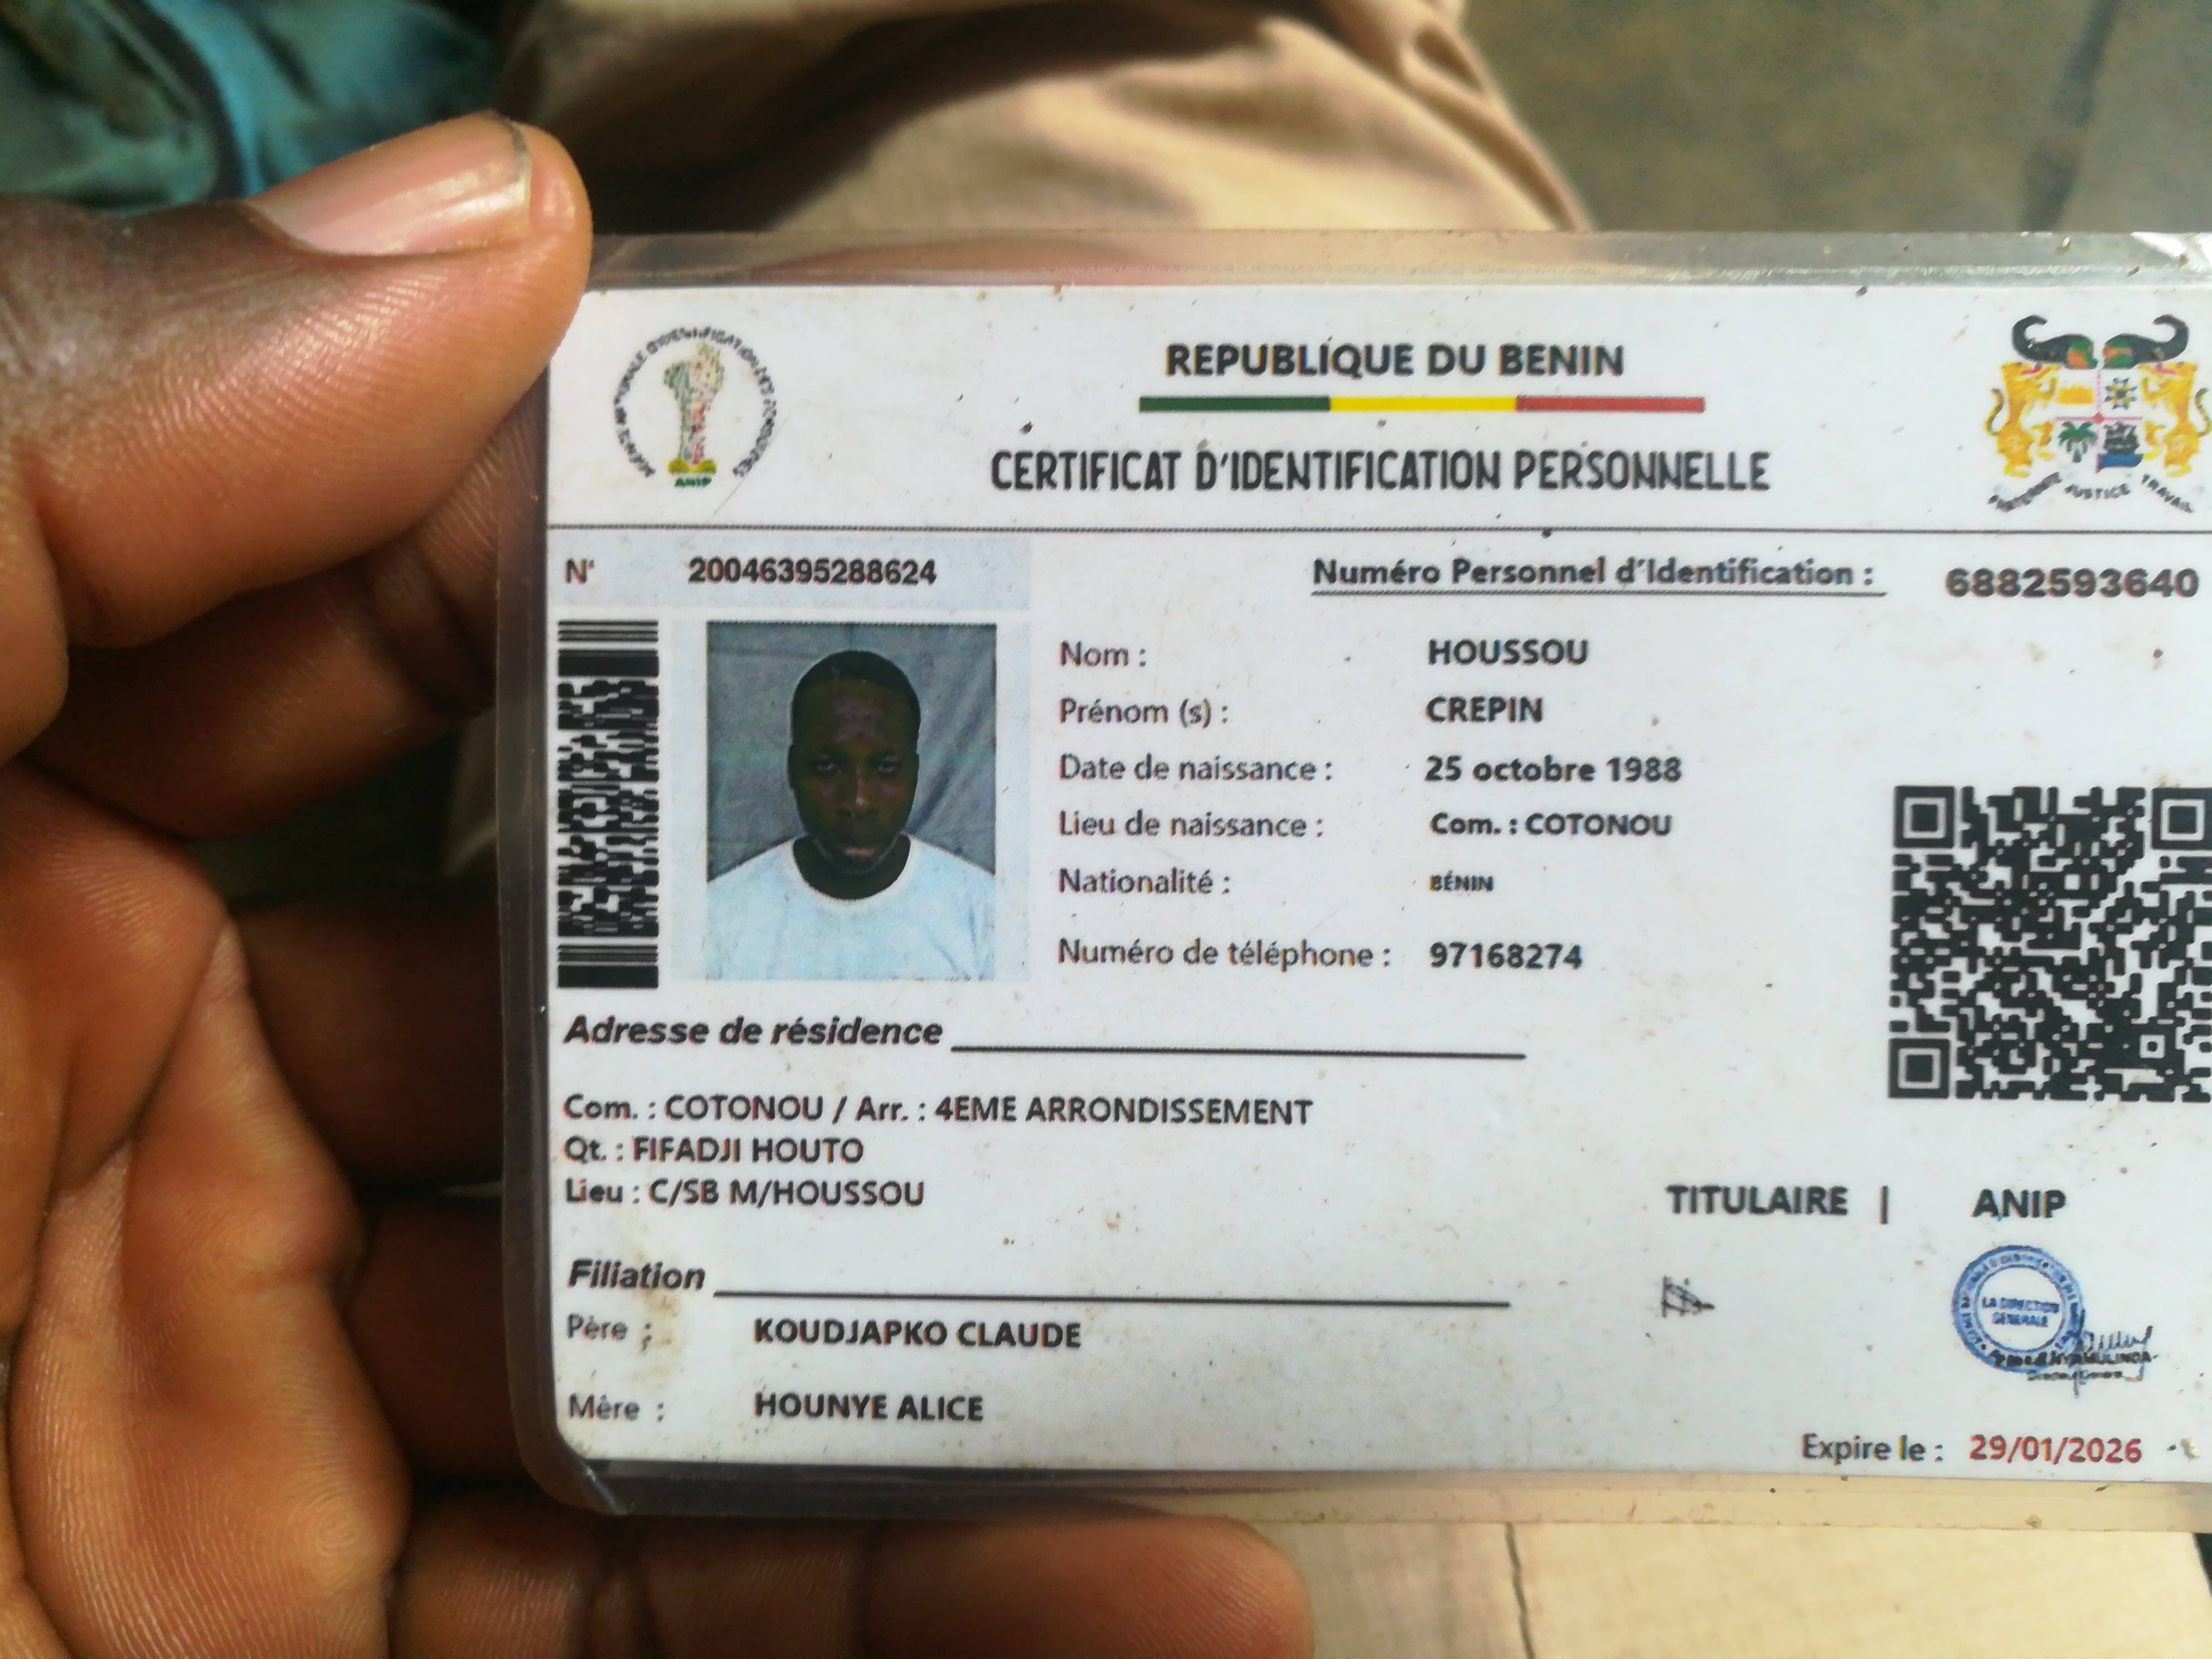 REPUBLIQUE DU BENIN
CERTIFICAT D'IDENTIFICATION PERSONNELLE
ANIP
FRATERNITE JUSTICE TRAVAIL
N° 20046395288624
Numéro Personnel d'Identification : 6882593640
Nom : HOUSSOU
Prénom (s) : CREPIN
Date de naissance : 25 octobre 1988
Lieu de naissance : Com. : COTONOU
Nationalité : BÉNIN
Numéro de téléphone : 97168274
Adresse de résidence
Com. : COTONOU / Arr. : 4EME ARRONDISSEMENT
Qt. : FIFADJI HOUTO
Lieu : C/SB M/HOUSSOU
TITULAIRE | ANIP
Filiation
Père : KOUDJAPKO CLAUDE
Mère : HOUNYE ALICE
LA DIRECTION
GENERALE
Expire le : 29/01/2026